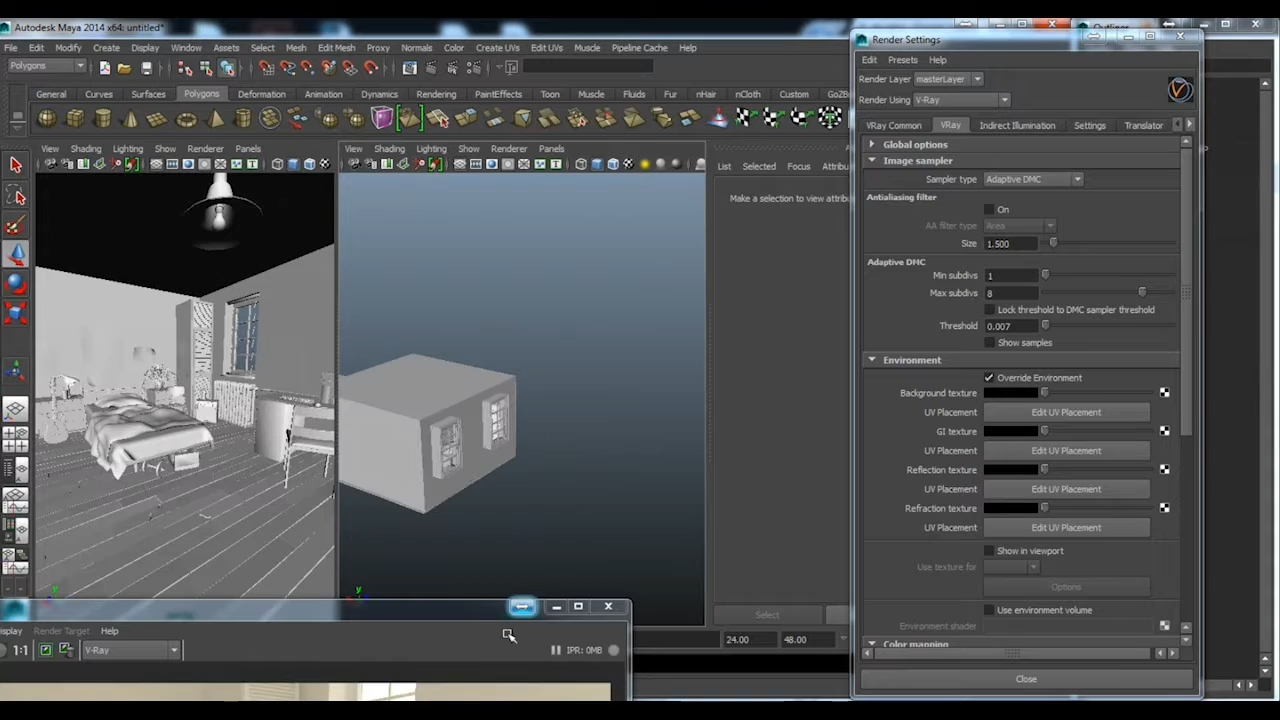 Autodesk Maya 2014 x64: untitled*
File Edit Modify Create Display Window Assets Select Mesh Edit Mesh Proxy Normals Color Create UVs Edit UVs Muscle Pipeline Cache Help
Polygons
General Curves Surfaces Polygons Deformation Animation Dynamics Rendering PaintEffects Toon Muscle Fluids Fur nHair nCloth Custom GoZB
View Shading Lighting Show Renderer Panels
View Shading Lighting Show Renderer Panels
List Selected Focus Attribu
Make a selection to view attribu
Select
24.00 48.00
Outliner
Render Settings
Edit Presets Help
Render Layer masterLayer
Render Using V-Ray
VRay Common VRay Indirect Illumination Settings Translator
Global options
Image sampler
Sampler type Adaptive DMC
Antialiasing filter
On
AA filter type Area
Size 1.500
Adaptive DMC
Min subdivs 1
Max subdivs 8
Lock threshold to DMC sampler threshold
Threshold 0.007
Show samples
Environment
Override Environment
Background texture
UV Placement Edit UV Placement
GI texture
UV Placement Edit UV Placement
Reflection texture
UV Placement Edit UV Placement
Refraction texture
UV Placement Edit UV Placement
Show in viewport
Use texture for
Options
Use environment volume
Environment shader
Color mapping
Close
isplay Render Target Help
1:1 V-Ray IPR: 0MB
y
y